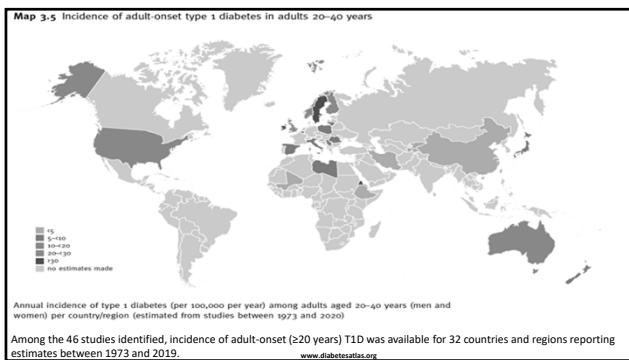 Map 3.5 Incidence of adult-onset type 1 diabetes in adults 20–40 years
<5
5–<10
10–<20
20–<30
>30
no estimates made
Annual incidence of type 1 diabetes (per 100,000 per year) among adults aged 20–40 years (men and
women) per country/region (estimated from studies between 1973 and 2020)
Among the 46 studies identified, incidence of adult-onset (≥20 years) T1D was available for 32 countries and regions reporting
estimates between 1973 and 2019.
www.diabetesatlas.org